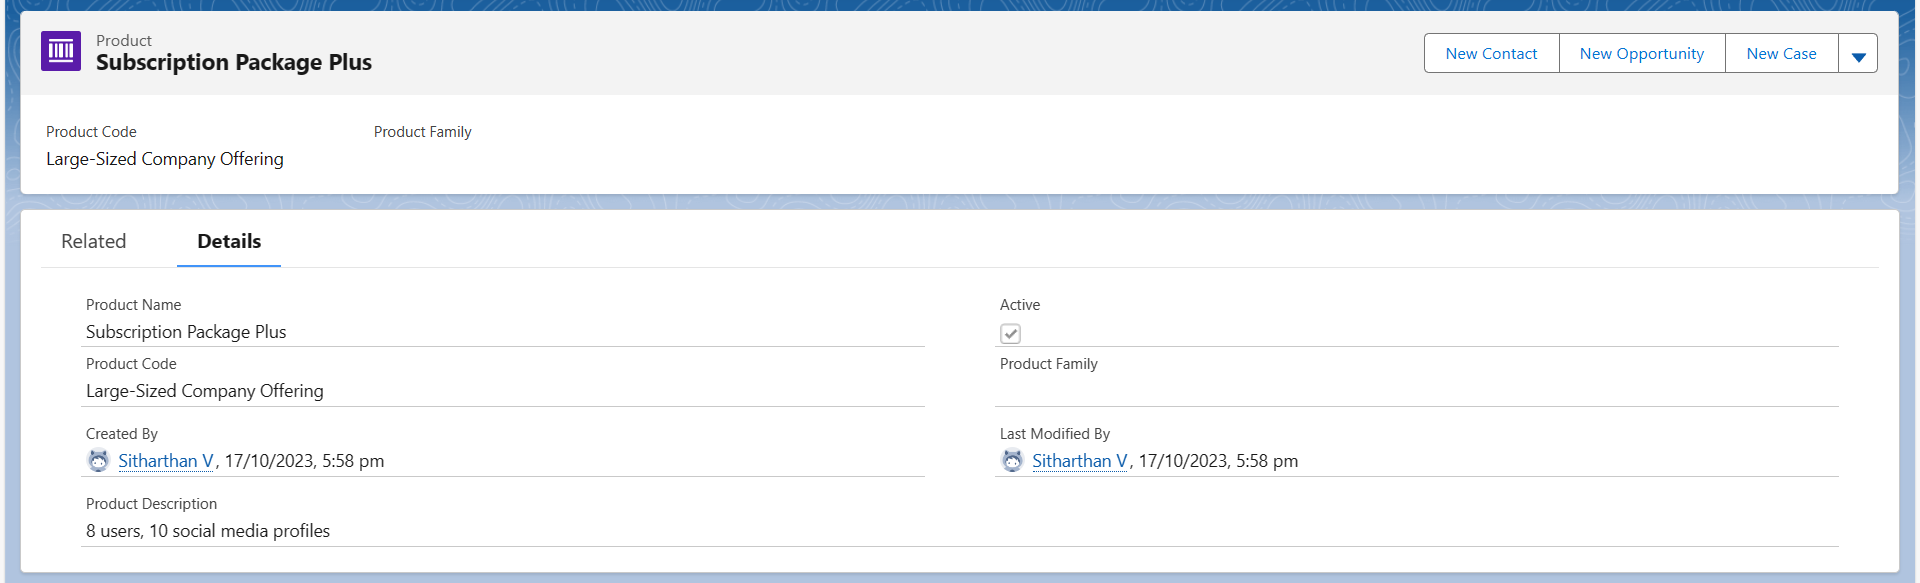 Product
Subscription Package Plus
New Contact
New Opportunity
New Case
Product Code
Product Family
Large-Sized Company Offering
Related
Details
Product Name
Active
Subscription Package Plus
Product Code
Product Family
Large-Sized Company Offering
Created By
Last Modified By
Sitharthan V, 17/10/2023, 5:58 pm
Sitharthan V, 17/10/2023, 5:58 pm
Product Description
8 users, 10 social media profiles